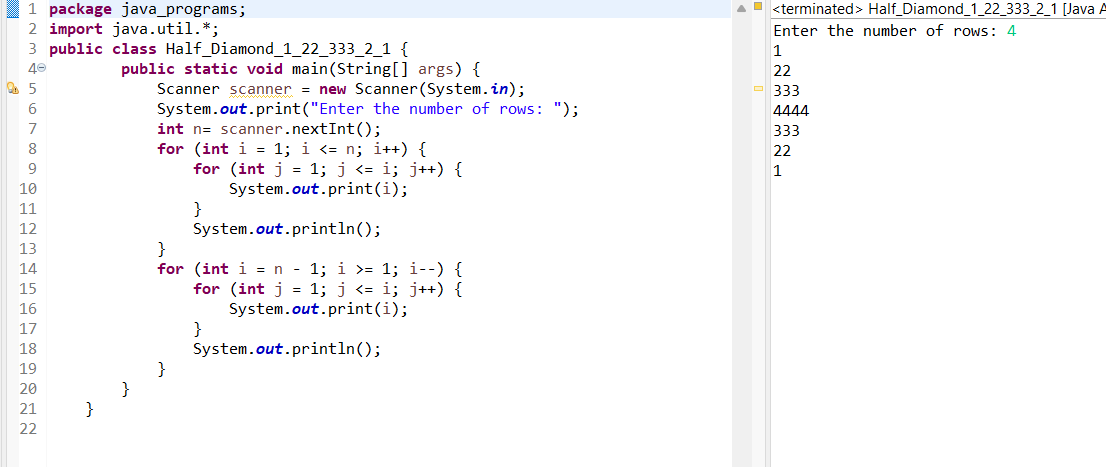 1 package java_programs;
2 import java.util.*;
3 public class Half_Diamond_1_22_333_2_1 {
4 public static void main(String[] args) {
5 Scanner scanner = new Scanner(System.in);
6 System.out.print("Enter the number of rows: ");
7 int n= scanner.nextInt();
8 for (int i = 1; i <= n; i++) {
9 for (int j = 1; j <= i; j++) {
10 System.out.print(i);
11 }
12 System.out.println();
13 }
14 for (int i = n - 1; i >= 1; i--) {
15 for (int j = 1; j <= i; j++) {
16 System.out.print(i);
17 }
18 System.out.println();
19 }
20 }
21 }
22
<terminated> Half_Diamond_1_22_333_2_1 [Java A
Enter the number of rows: 4
1
22
333
4444
333
22
1